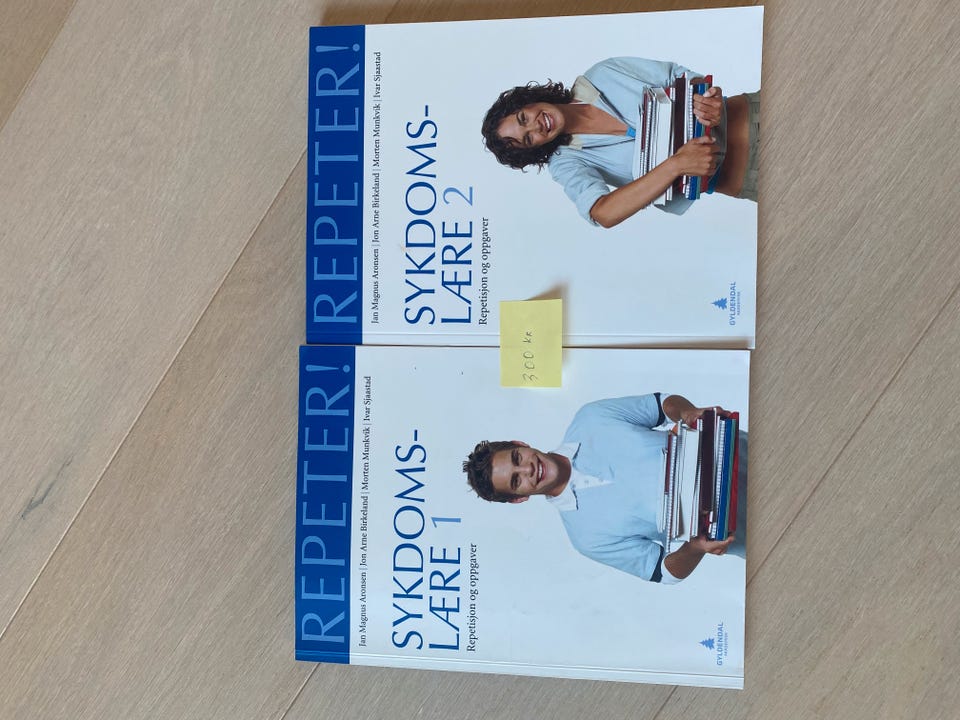 REPETER!
Jan Magnus Aronsen | Jon Arne Birkeland | Morten Munkvik | Ivar Sjaastad
SYKDOMS-
LÆRE 1
Repetisjon og oppgaver
GYLDENDAL
AKADEMISK
300 KR
REPETER!
Jan Magnus Aronsen | Jon Arne Birkeland | Morten Munkvik | Ivar Sjaastad
SYKDOMS-
LÆRE 2
Repetisjon og oppgaver
GYLDENDAL
AKADEMISK